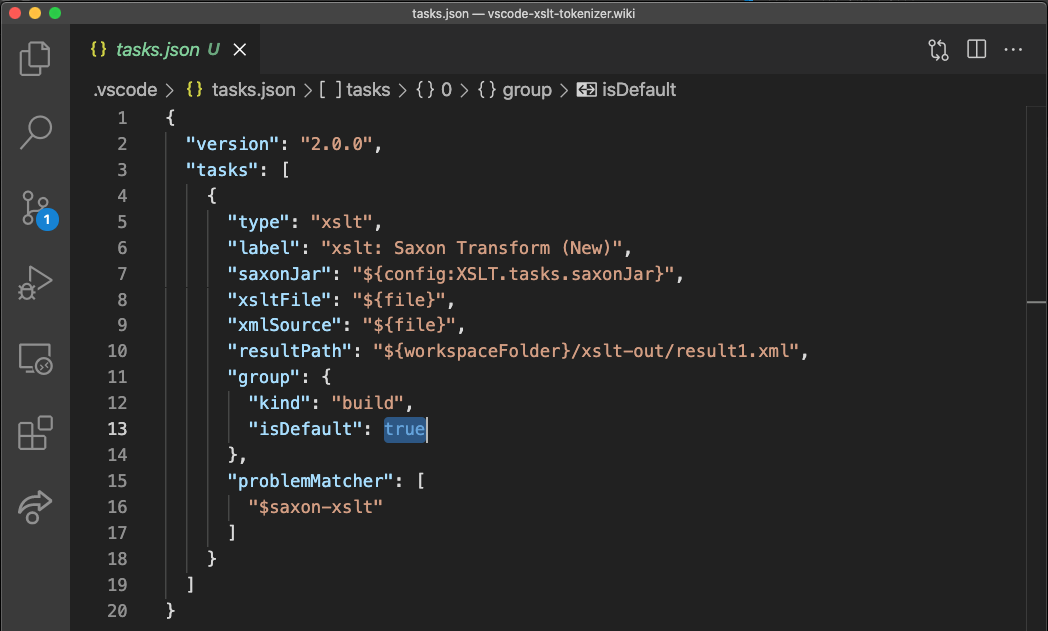 tasks.json — vscode-xslt-tokenizer.wiki
{} tasks.json U ×
.vscode > {} tasks.json > [ ] tasks > {} 0 > {} group > isDefault
1 {
2 "version": "2.0.0",
3 "tasks": [
4 {
5 "type": "xslt",
6 "label": "xslt: Saxon Transform (New)",
7 "saxonJar": "${config:XSLT.tasks.saxonJar}",
8 "xsltFile": "${file}",
9 "xmlSource": "${file}",
10 "resultPath": "${workspaceFolder}/xslt-out/result1.xml",
11 "group": {
12 "kind": "build",
13 "isDefault": true
14 },
15 "problemMatcher": [
16 "$saxon-xslt"
17 ]
18 }
19 ]
20 }
1